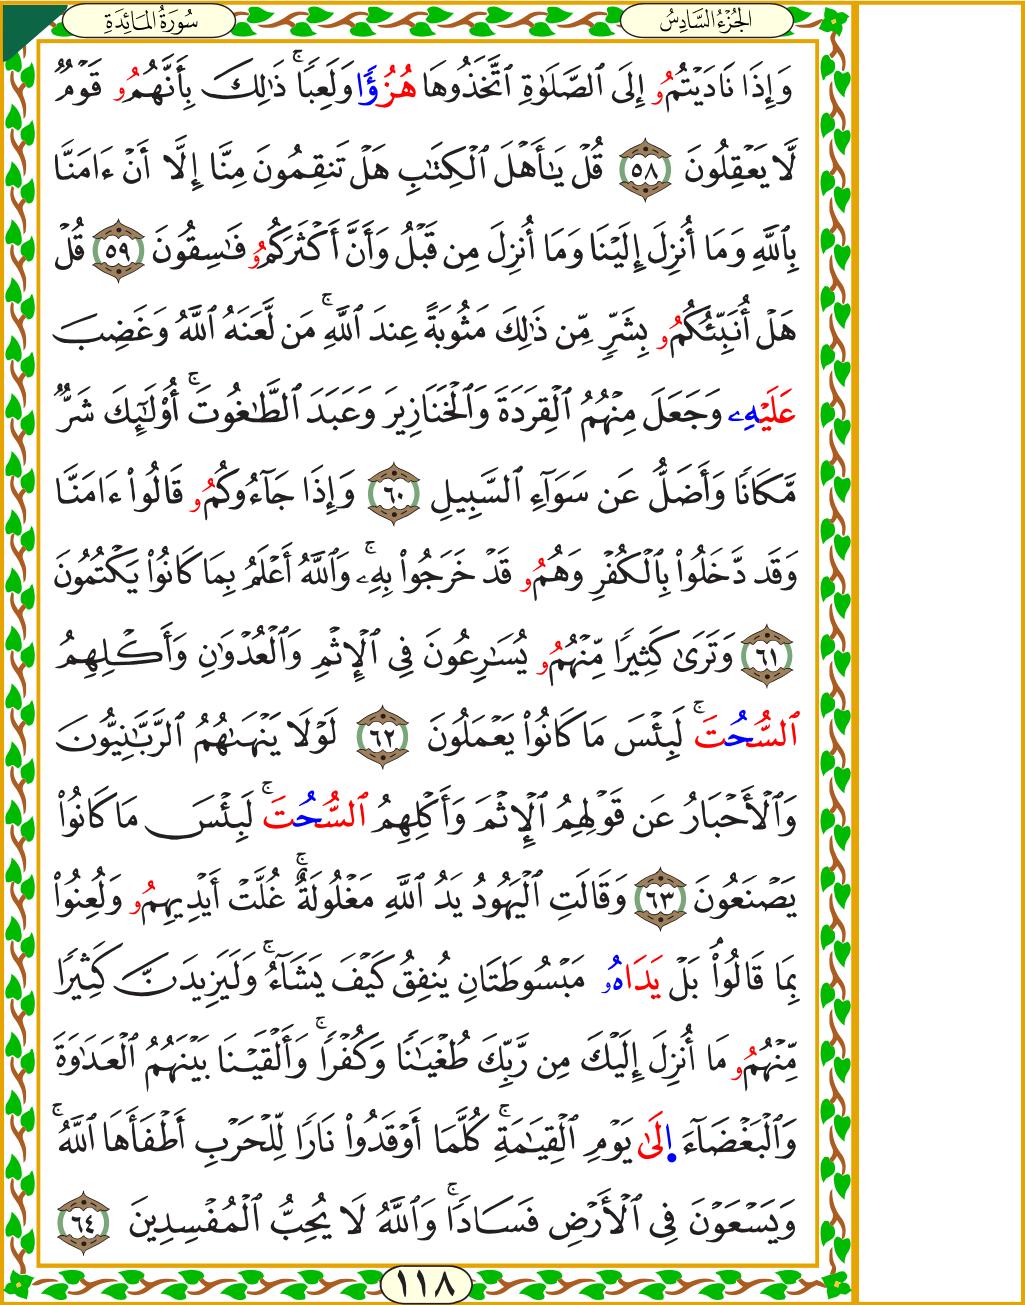 الجُزْءُ السَّادِسُ
سُورَةُ المَائِدَةِ
وَإِذَا نَادَيْتُمُو إِلَى ٱلصَّلَوٰةِ ٱتَّخَذُوهَا هُزُؤًا وَلَعِبًاۚ ذَٰلِكَ بِأَنَّهُمُو قَوْمٌ
لَّا يَعْقِلُونَ ٥٨ قُلْ يَـٰٓأَهْلَ ٱلْكِتَـٰبِ هَلْ تَنقِمُونَ مِنَّا إِلَّا أَنْ ءَامَنَّا
بِٱللَّهِ وَمَا أُنزِلَ إِلَيْنَا وَمَا أُنزِلَ مِن قَبْلُ وَأَنَّ أَكْثَرَكُمُو فَـٰسِقُونَ ٥٩ قُلْ
هَلْ أُنَبِّئُكُمُو بِشَرٍّ مِّن ذَٰلِكَ مَثُوبَةً عِندَ ٱللَّهِۚ مَن لَّعَنَهُ ٱللَّهُ وَغَضِبَ
عَلَيْهِۦ وَجَعَلَ مِنْهُمُ ٱلْقِرَدَةَ وَٱلْخَنَازِيرَ وَعَبَدَ ٱلطَّـٰغُوتَۚ أُوْلَـٰٓئِكَ شَرٌّ
مَّكَانًا وَأَضَلُّ عَن سَوَآءِ ٱلسَّبِيلِ ٦٠ وَإِذَا جَآءُوكُمُو قَالُواْ ءَامَنَّا
وَقَد دَّخَلُواْ بِٱلْكُفْرِ وَهُمُو قَدْ خَرَجُواْ بِهِۦۚ وَٱللَّهُ أَعْلَمُ بِمَا كَانُواْ يَكْتُمُونَ
٦١ وَتَرَىٰ كَثِيرًا مِّنْهُمُو يُسَـٰرِعُونَ فِي ٱلْإِثْمِ وَٱلْعُدْوَٰنِ وَأَكْلِهِمُ
ٱلسُّحُتَۚ لَبِئْسَ مَا كَانُواْ يَعْمَلُونَ ٦٢ لَوْلَا يَنْهَىٰهُمُ ٱلرَّبَّـٰنِيُّونَ
وَٱلْأَحْبَارُ عَن قَوْلِهِمُ ٱلْإِثْمَ وَأَكْلِهِمُ ٱلسُّحُتَۚ لَبِئْسَ مَا كَانُواْ
يَصْنَعُونَ ٦٣ وَقَالَتِ ٱلْيَهُودُ يَدُ ٱللَّهِ مَغْلُولَةٌۚ غُلَّتْ أَيْدِيهِمُو وَلُعِنُواْ
بِمَا قَالُواْ بَلْ يَدَاهُو مَبْسُوطَتَانِ يُنفِقُ كَيْفَ يَشَآءُۚ وَلَيَزِيدَنَّ كَثِيرًا
مِّنْهُمُو مَا أُنزِلَ إِلَيْكَ مِن رَّبِّكَ طُغْيَـٰنًا وَكُفْرًاۚ وَأَلْقَيْنَا بَيْنَهُمُ ٱلْعَدَاوَةَ
وَٱلْبَغْضَآءَ ا۪لَىٰ يَوْمِ ٱلْقِيَـٰمَةِۚ كُلَّمَا أَوْقَدُواْ نَارًا لِّلْحَرْبِ أَطْفَأَهَا ٱللَّهُۚ
وَيَسْعَوْنَ فِي ٱلْأَرْضِ فَسَادًاۚ وَٱللَّهُ لَا يُحِبُّ ٱلْمُفْسِدِينَ ٦٤
١١٨